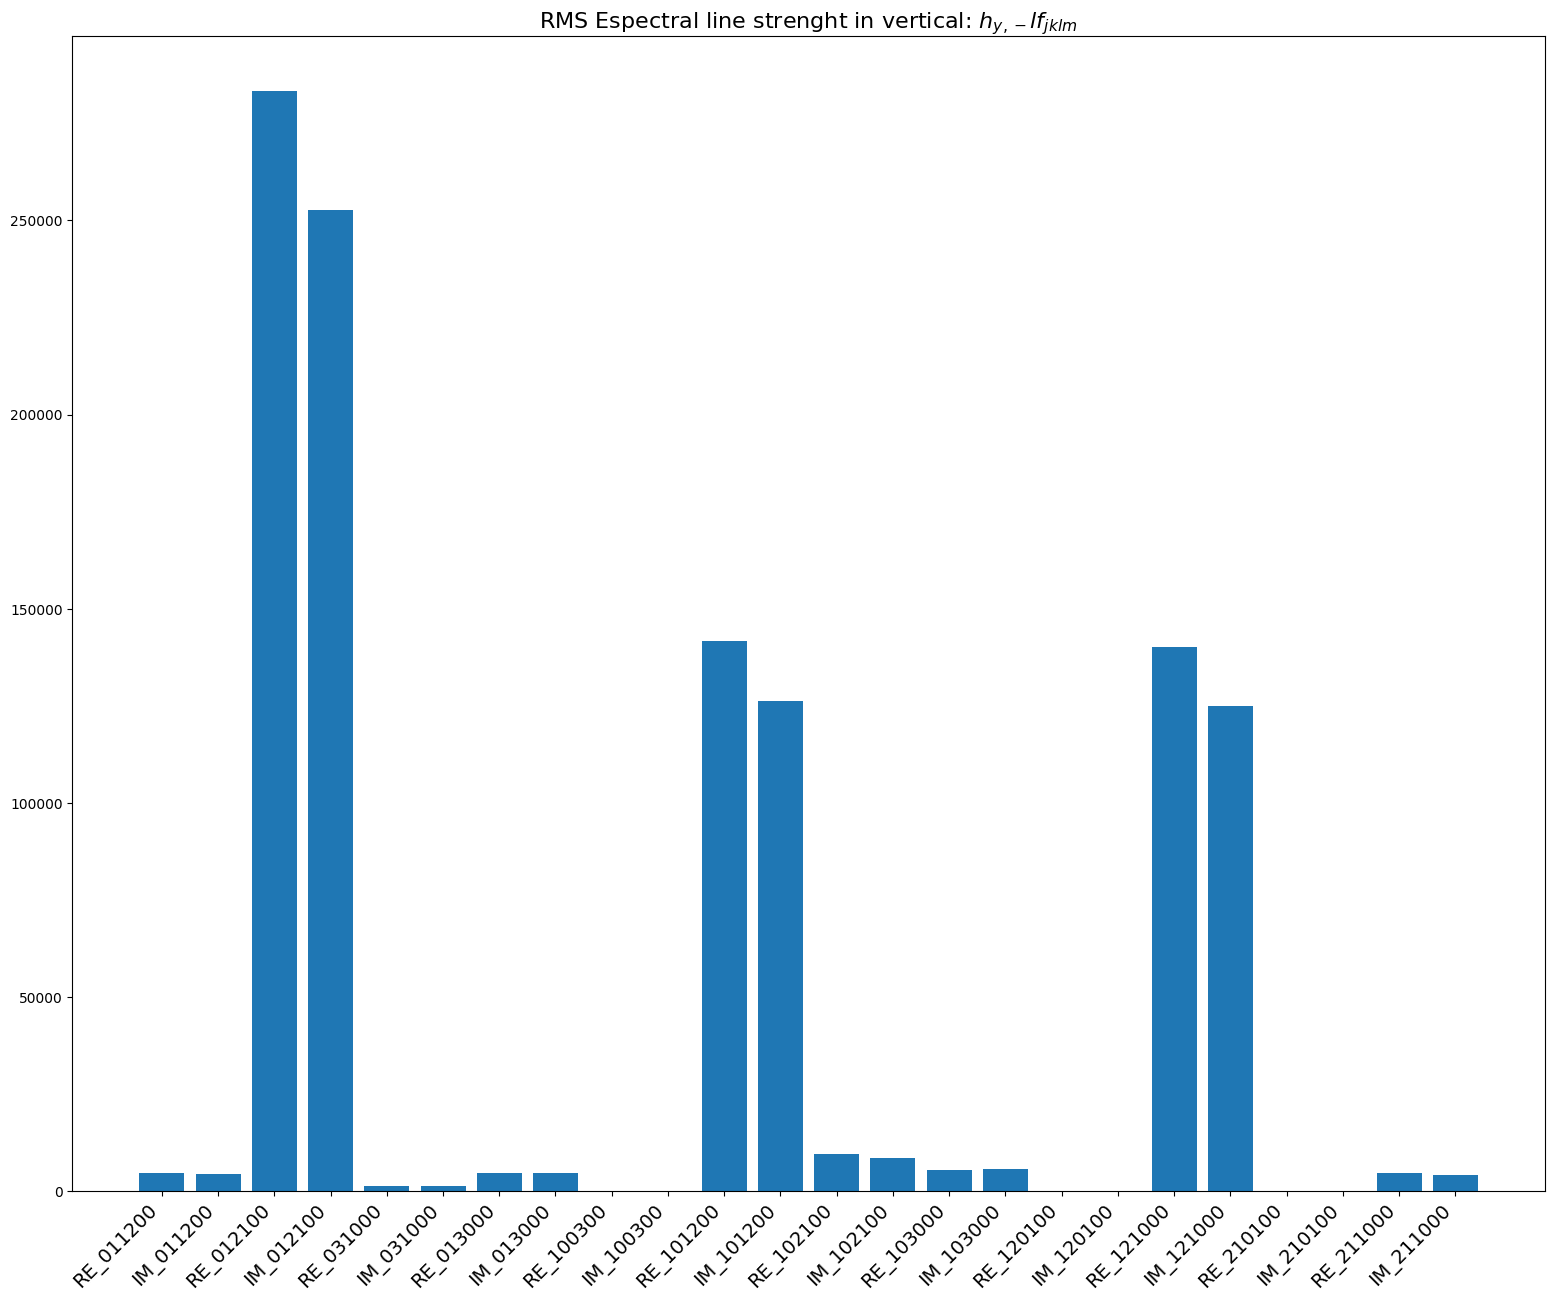 RMS Espectral line strenght in vertical: h_{y,-}lf_{jklm}
250000
200000
150000
100000
50000
0
RE_011200
IM_011200
RE_012100
IM_012100
RE_031000
IM_031000
RE_013000
IM_013000
RE_100300
IM_100300
RE_101200
IM_101200
RE_102100
IM_102100
RE_103000
IM_103000
RE_120100
IM_120100
RE_121000
IM_121000
RE_210100
IM_210100
RE_211000
IM_211000